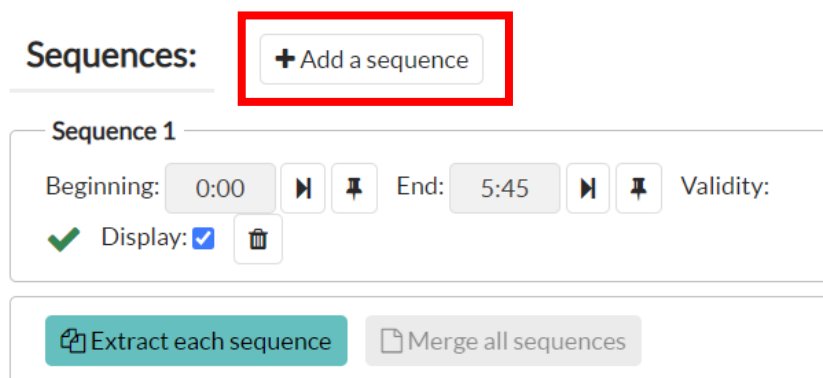 Sequences: Add a sequence
Sequence 1
Beginning: 0:00 End: 5:45 Validity:
Display:
Extract each sequence Merge all sequences